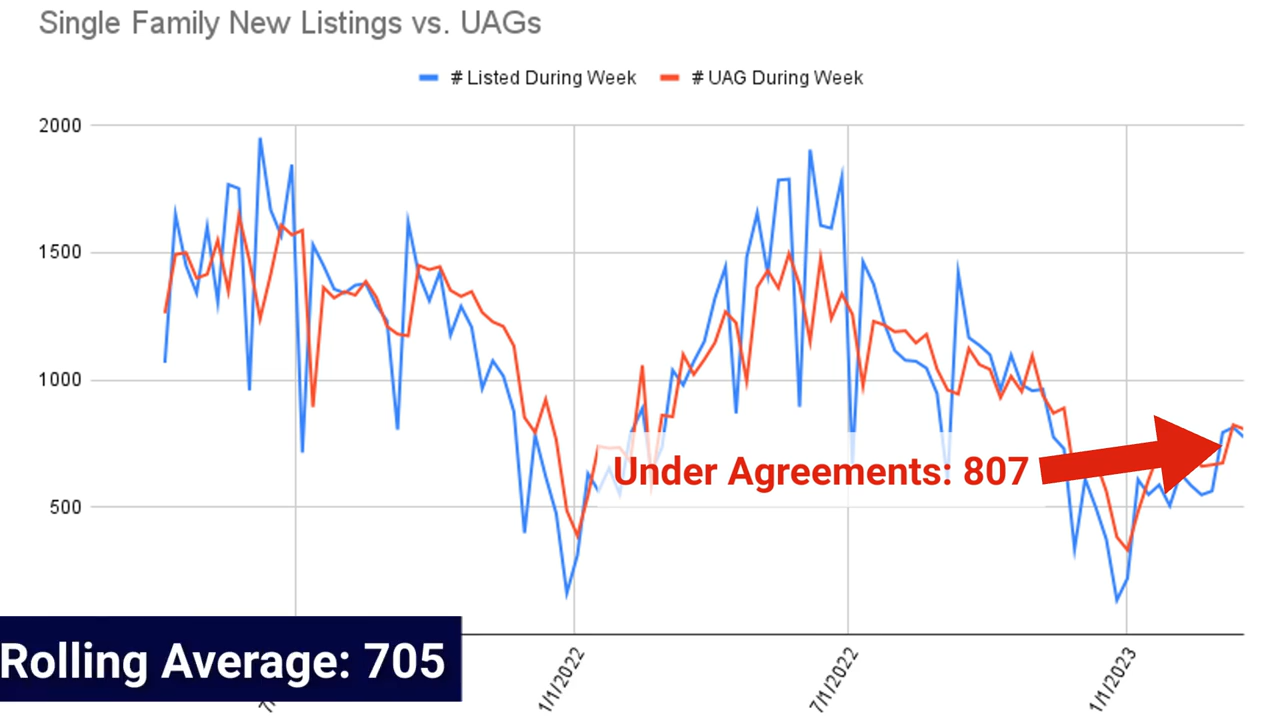 Single Family New Listings vs. UAGs
# Listed During Week # UAG During Week
2000
1500
1000
Under Agreements: 807
500
Rolling Average: 705
7/
1/1/2022
7/1/2022
1/1/2023